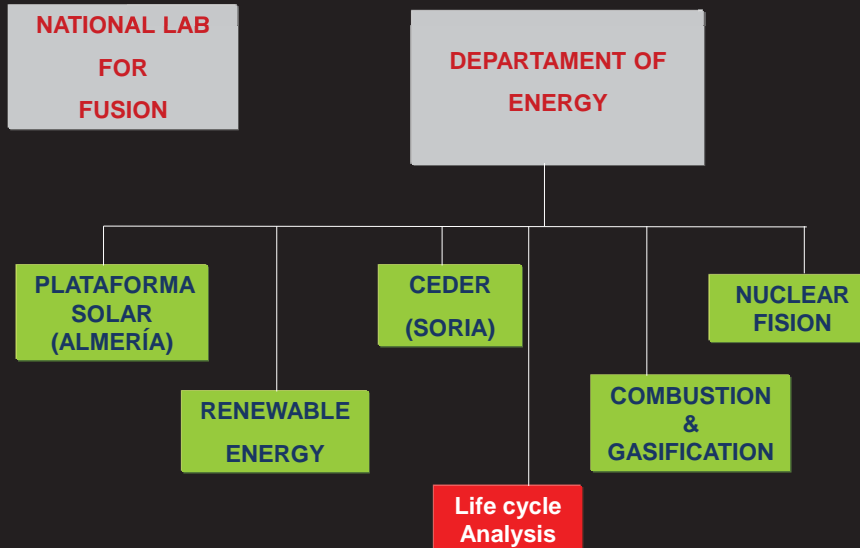 NATIONAL LAB
FOR
FUSION
DEPARTAMENT OF
ENERGY
PLATAFORMA
SOLAR
(ALMERÍA)
CEDER
(SORIA)
NUCLEAR
FISION
RENEWABLE
ENERGY
COMBUSTION
&
GASIFICATION
Life cycle
Analysis